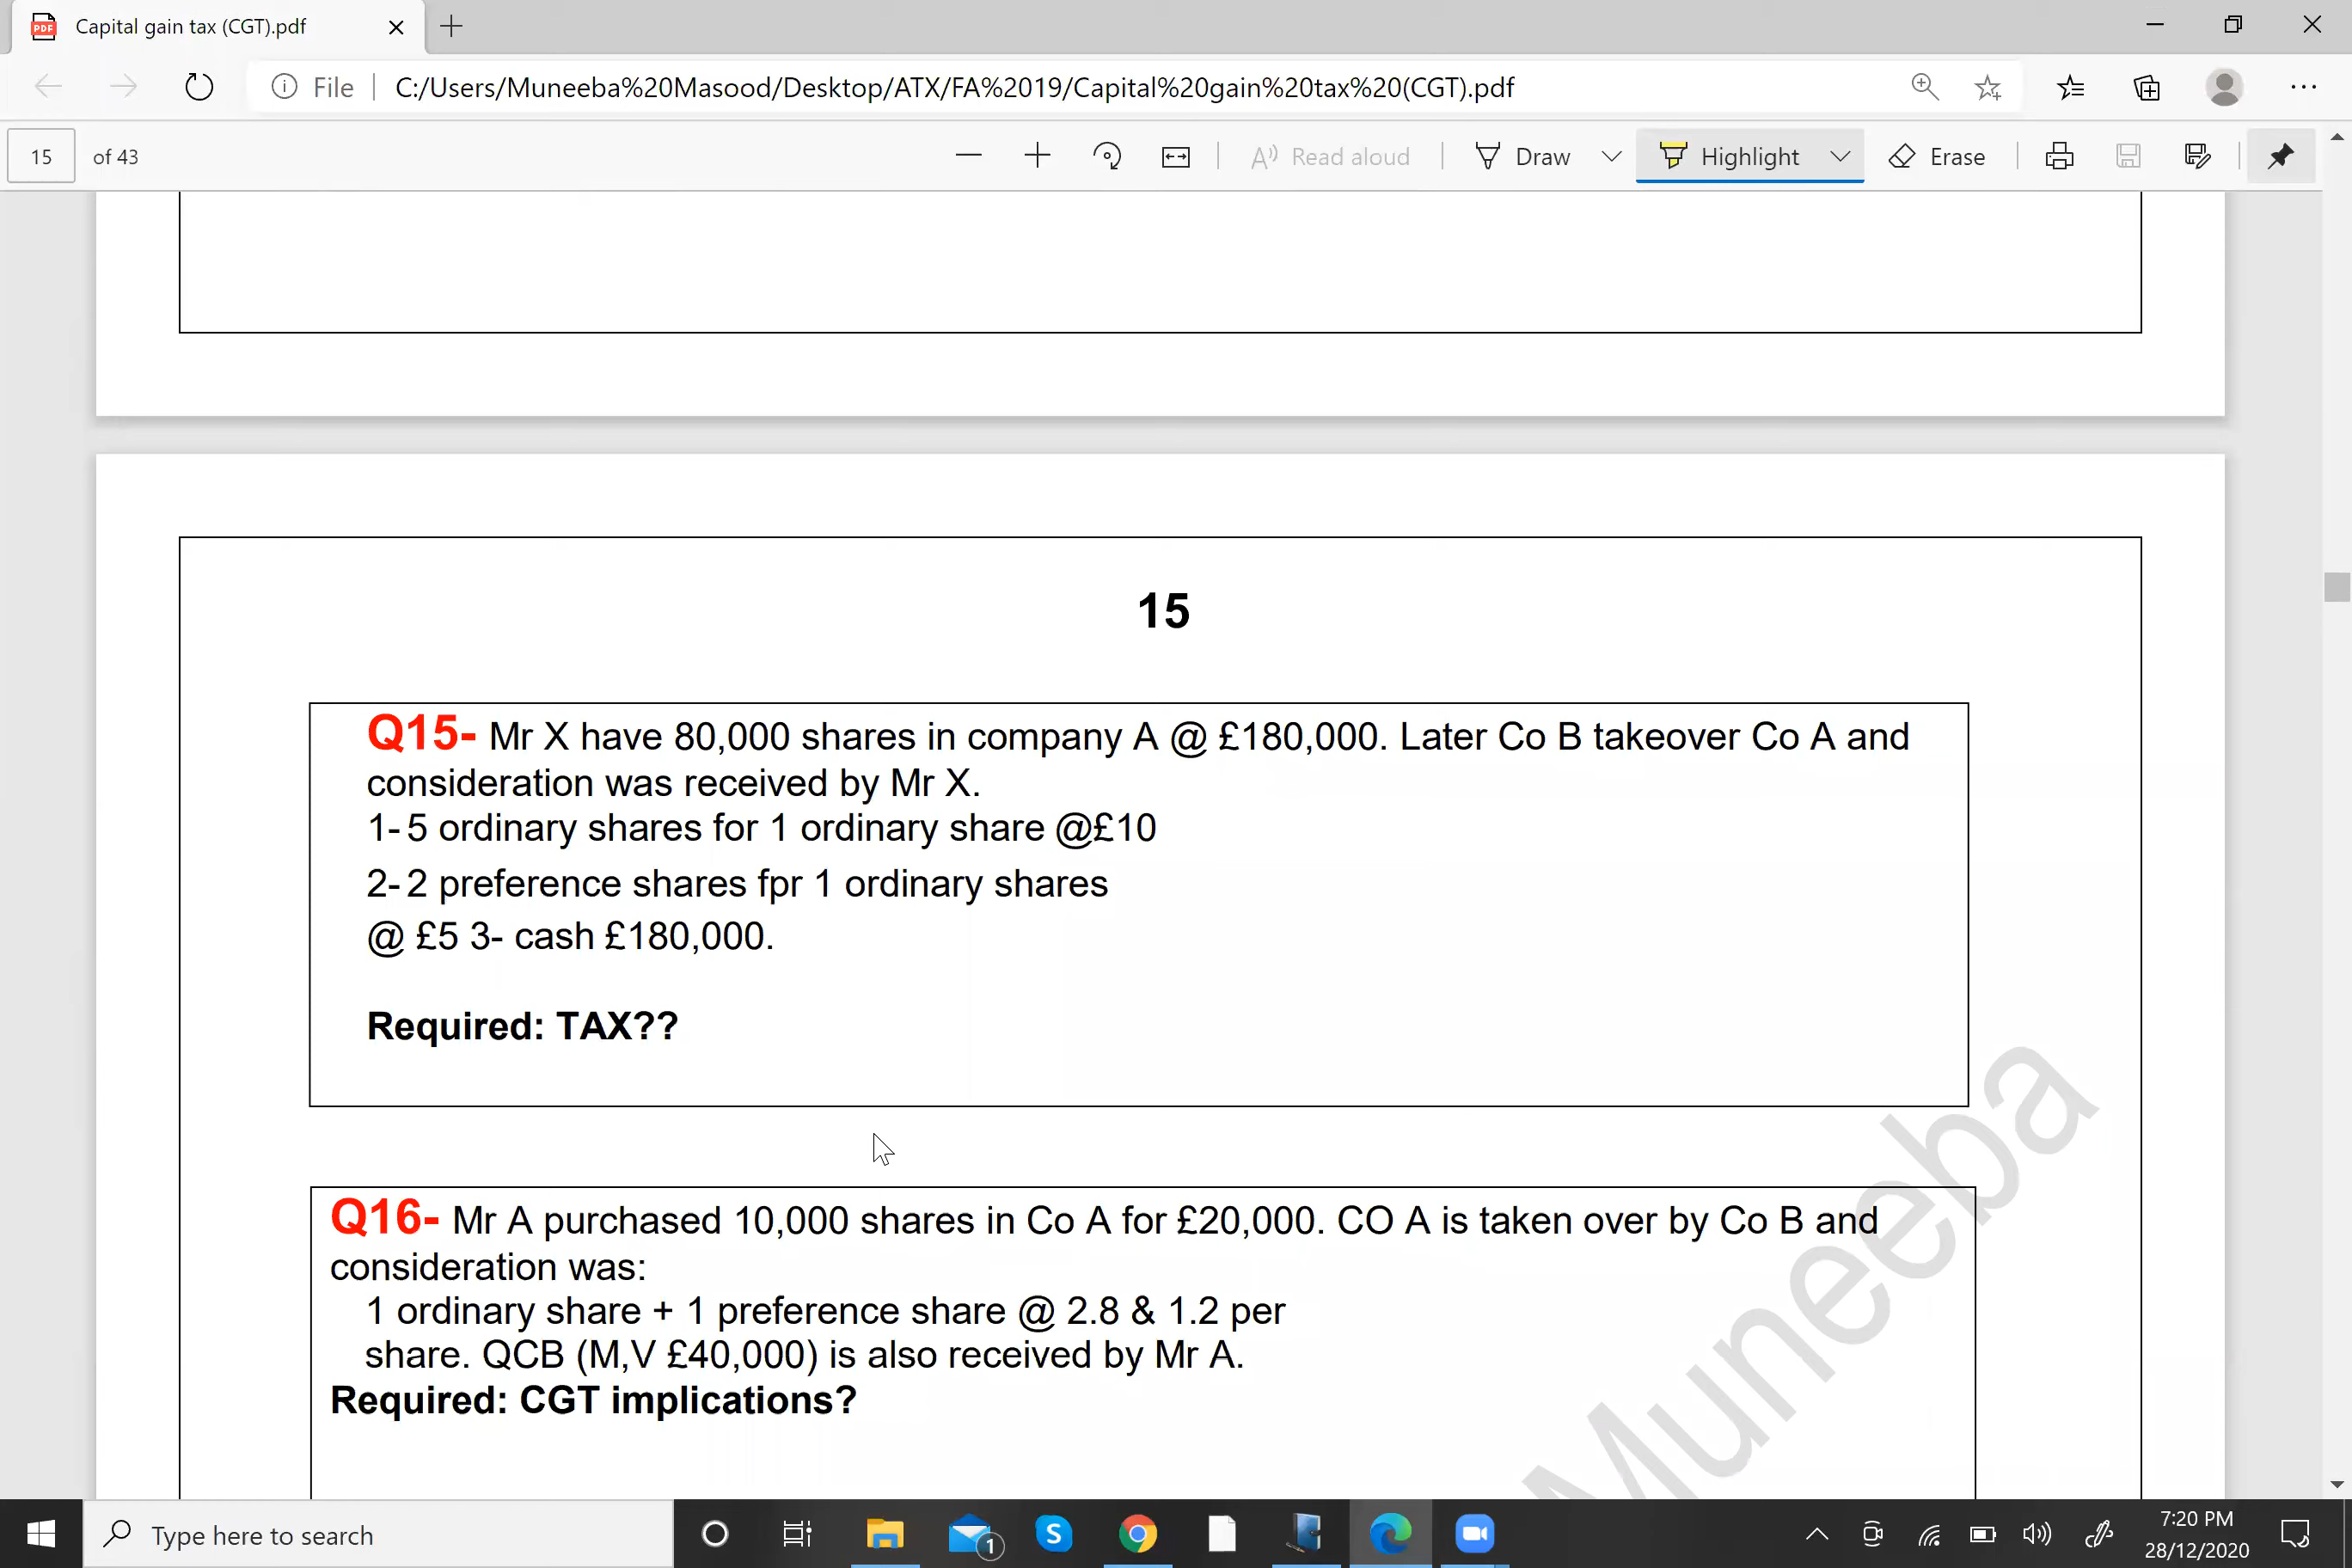 Capital gain tax (CGT).pdf
File
C:/Users/Muneeba%20Masood/Desktop/ATX/FA%2019/Capital%20gain%20tax%20(CGT).pdf
15 of 43
Read aloud
Draw
Highlight
Erase
15
Q15- Mr X have 80,000 shares in company A @ £180,000. Later Co B takeover Co A and
consideration was received by Mr X.
1- 5 ordinary shares for 1 ordinary share @£10
2- 2 preference shares fpr 1 ordinary shares
@ £5 3- cash £180,000.
Required: TAX??
Q16- Mr A purchased 10,000 shares in Co A for £20,000. CO A is taken over by Co B and
consideration was:
1 ordinary share + 1 preference share @ 2.8 & 1.2 per
share. QCB (M,V £40,000) is also received by Mr A.
Required: CGT implications?
Muneeba
Type here to search
1
7:20 PM
28/12/2020